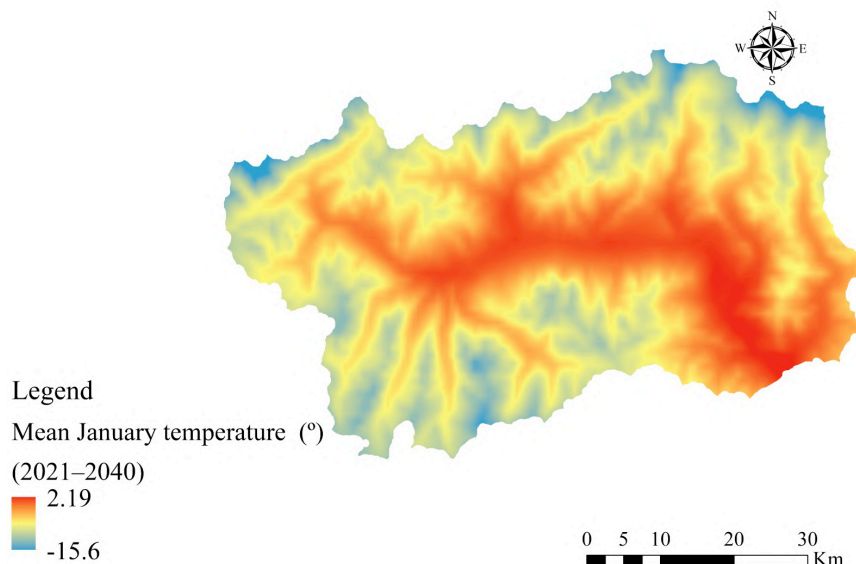 N
W E
S
Legend
Mean January temperature (º)
(2021–2040)
2.19
-15.6
0 5 10 20 30
Km